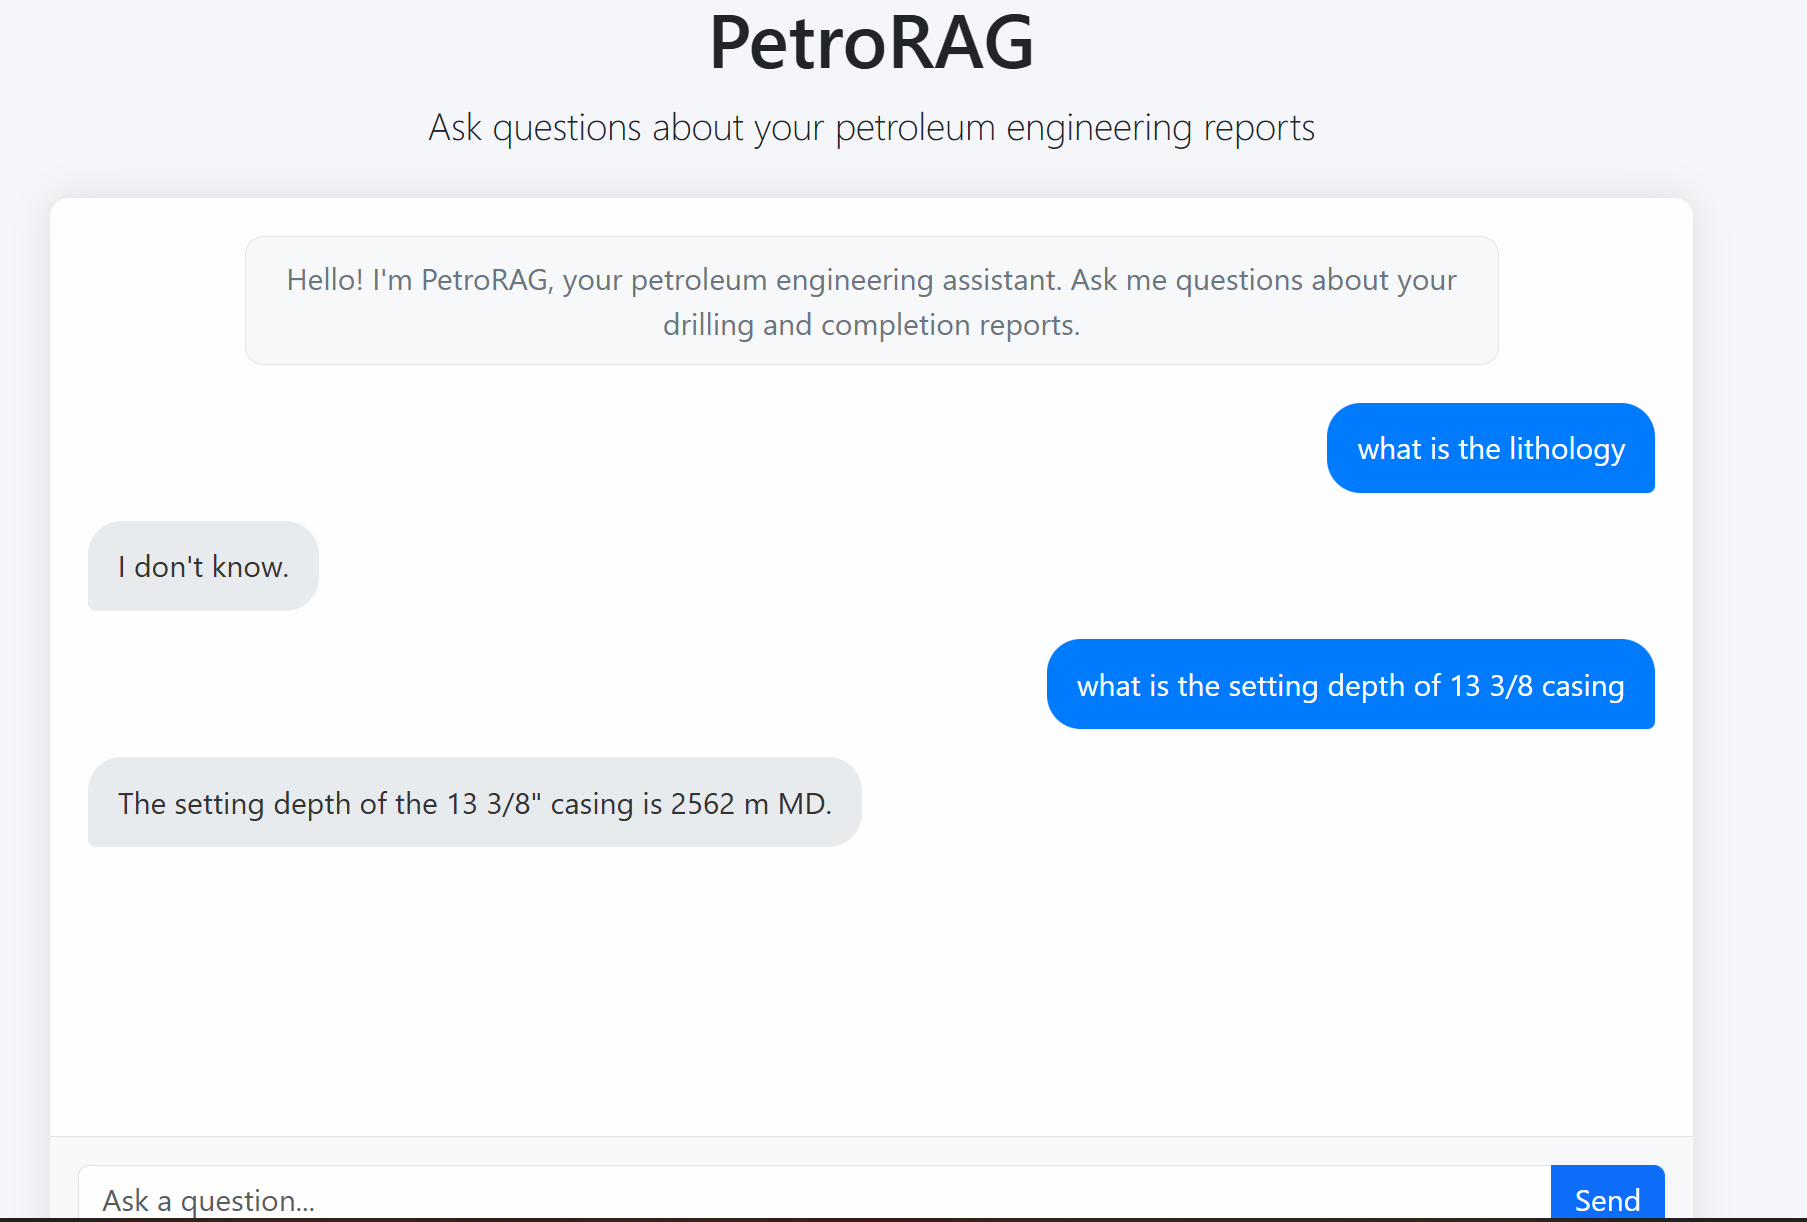 PetroRAG
Ask questions about your petroleum engineering reports
Hello! I'm PetroRAG, your petroleum engineering assistant. Ask me questions about your
drilling and completion reports.
what is the lithology
I don't know.
what is the setting depth of 13 3/8 casing
The setting depth of the 13 3/8" casing is 2562 m MD.
Ask a question...
Send